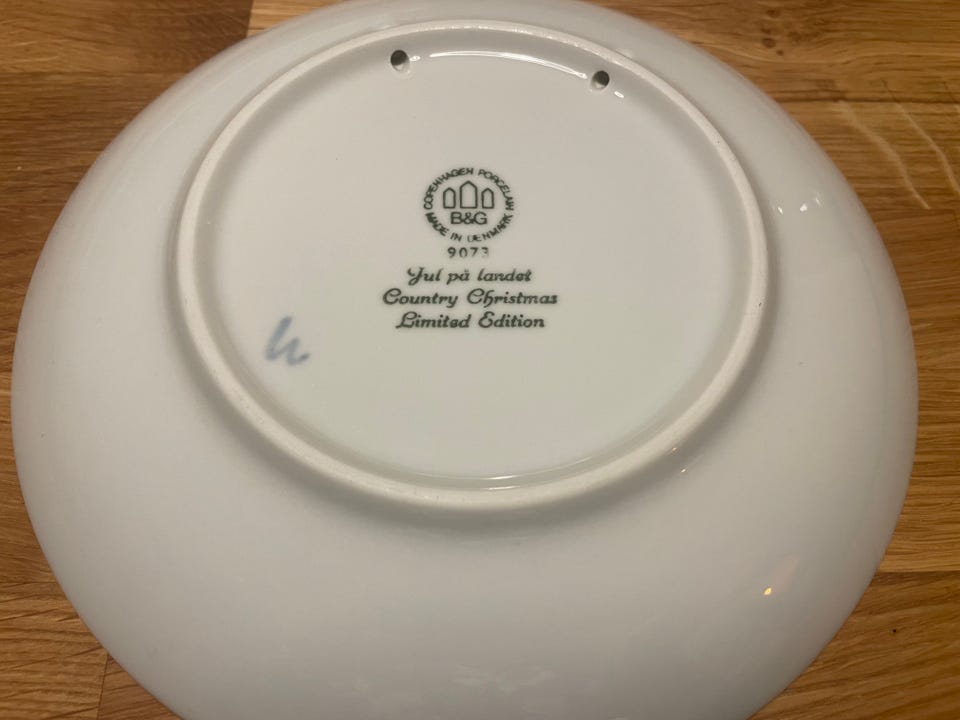 COPENHAGEN PORCELAIN
B&G
MADE IN DENMARK
9073
Jul på landet
Country Christmas
Limited Edition